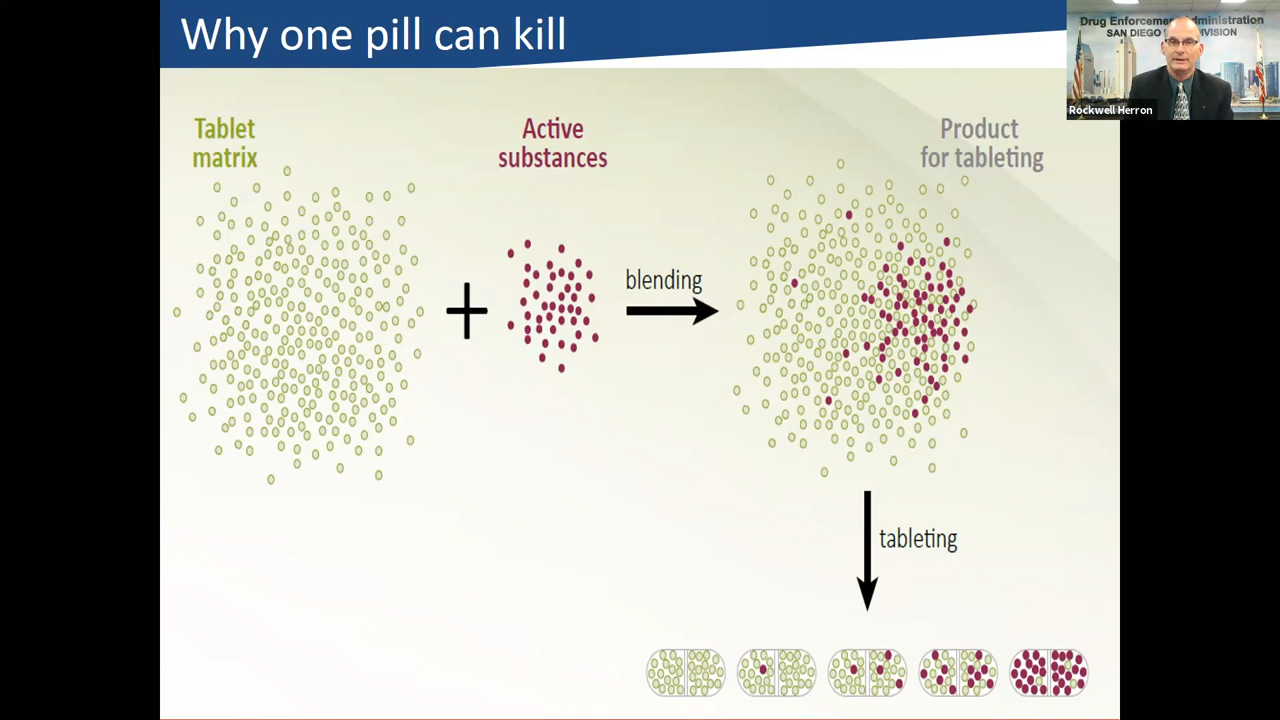 Why one pill can kill
Drug Enforcement Administration
SAN DIEGO
DIVISION
Rockwell Herron
Tablet
matrix
Active
substances
Product
for tableting
blending
tableting